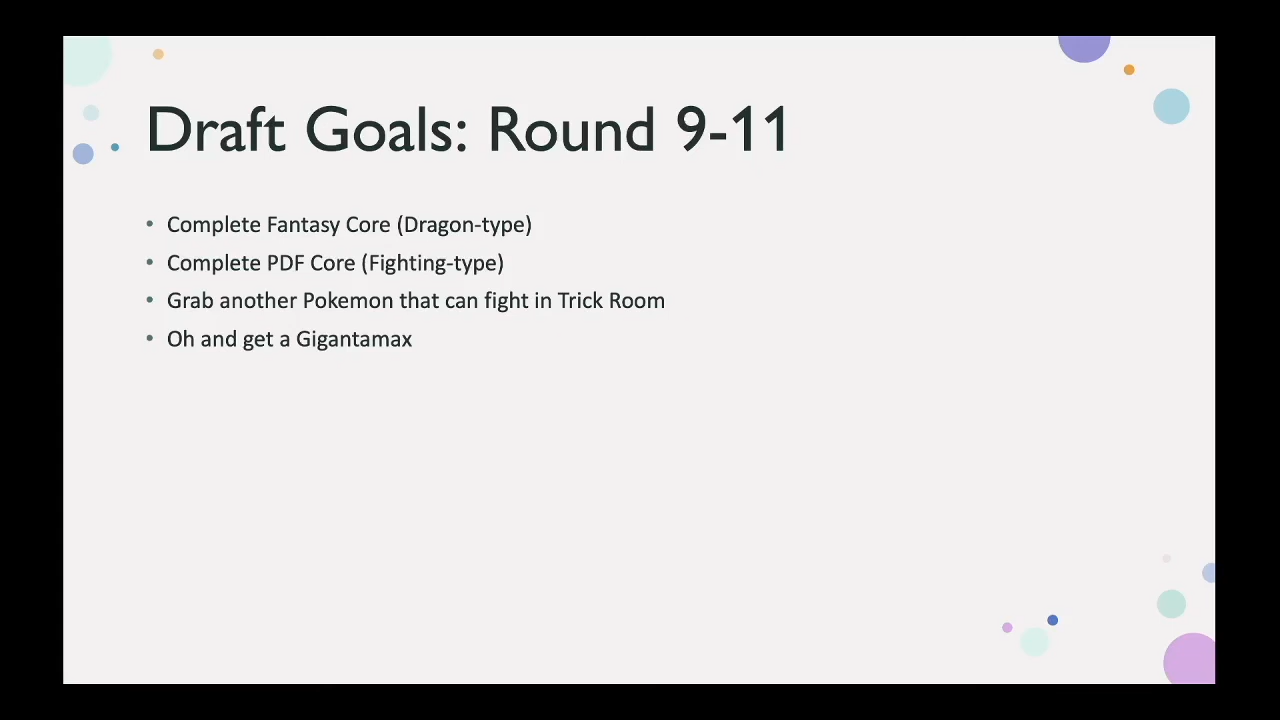 Draft Goals: Round 9-11
• Complete Fantasy Core (Dragon-type)
• Complete PDF Core (Fighting-type)
• Grab another Pokemon that can fight in Trick Room
• Oh and get a Gigantamax